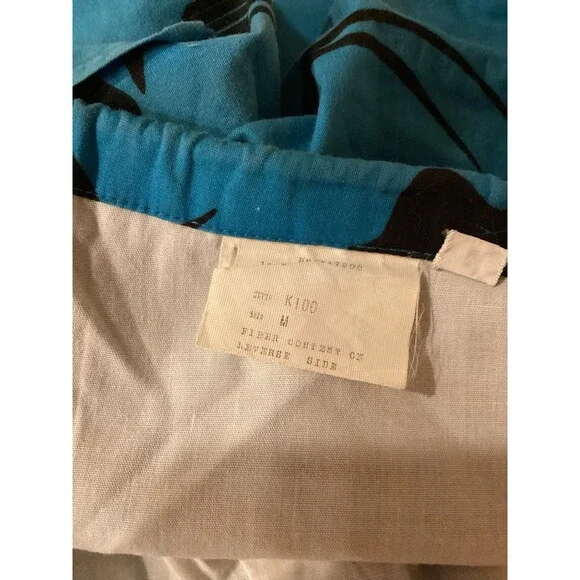 STYLE K100
SIZE M
FIBER CONTENT ON
REVERSE SIDE